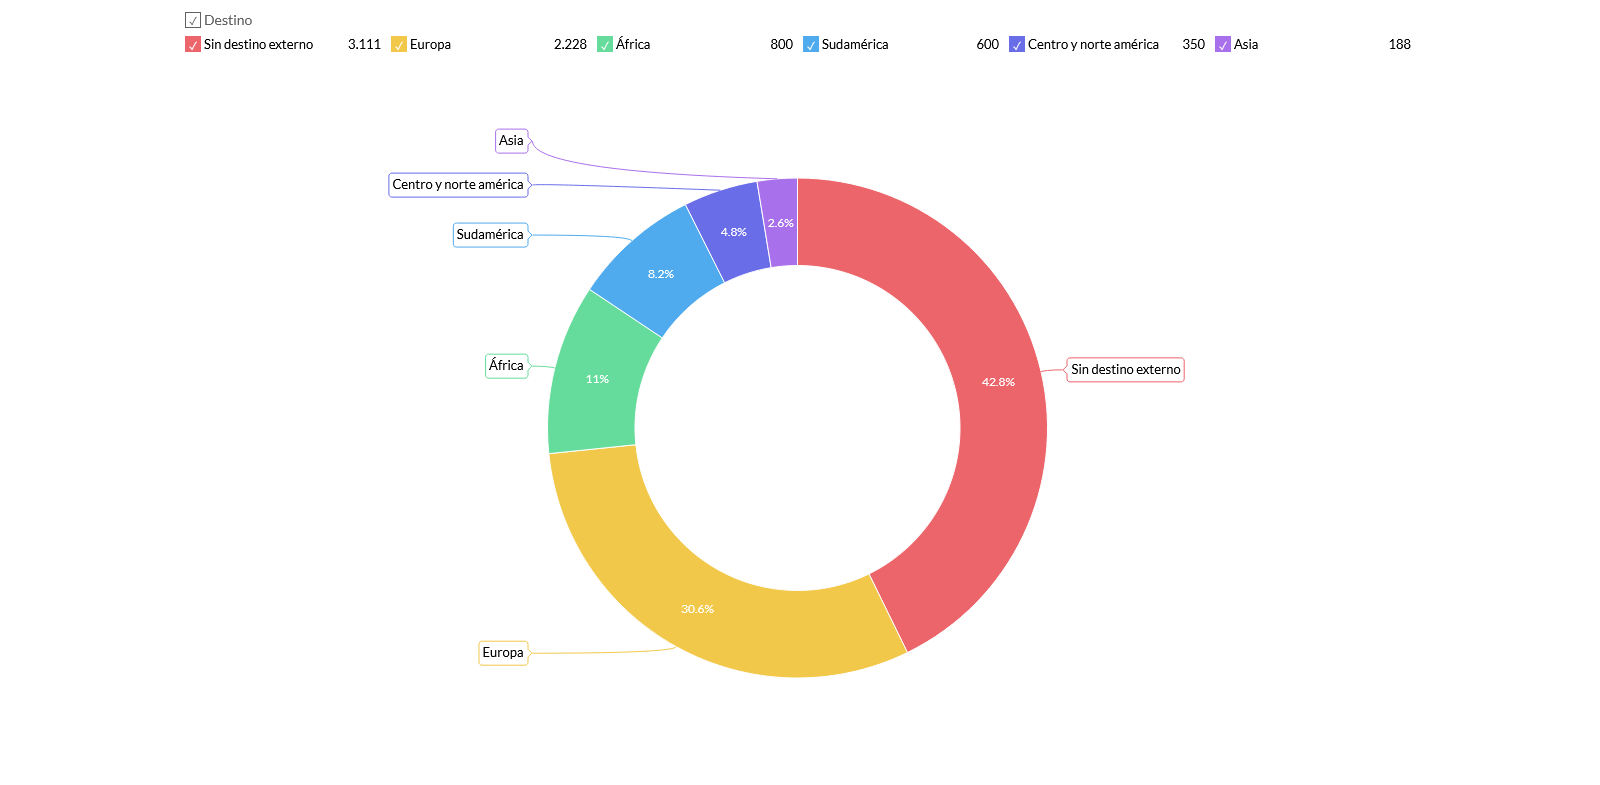 Destino
Sin destino externo 3.111 Europa 2.228 África 800 Sudamérica 600 Centro y norte américa 350 Asia 188
Asia
Centro y norte américa
2.6%
4.8%
Sudamérica
8.2%
África
Sin destino externo
11%
42.8%
30.6%
Europa